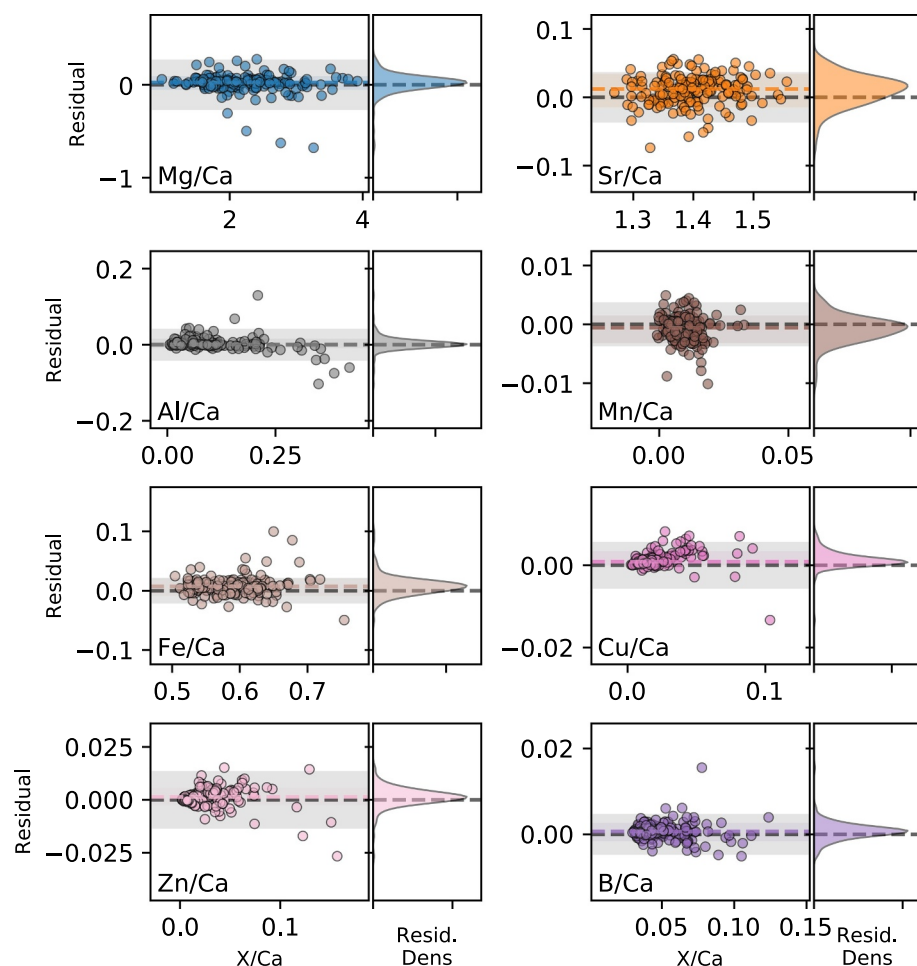 Residual
0
−1
Mg/Ca
2
4
0.1
0.0
−0.1
Sr/Ca
1.3
1.4
1.5
Residual
0.2
0.0
−0.2
Al/Ca
0.00
0.25
0.01
0.00
−0.01
Mn/Ca
0.00
0.05
Residual
0.1
0.0
−0.1
Fe/Ca
0.5
0.6
0.7
0.00
−0.02
Cu/Ca
0.0
0.1
Residual
0.025
0.000
−0.025
Zn/Ca
0.0
0.1
X/Ca
Resid.
Dens
0.02
0.00
B/Ca
0.05
0.10
0.15
X/Ca
Resid.
Dens